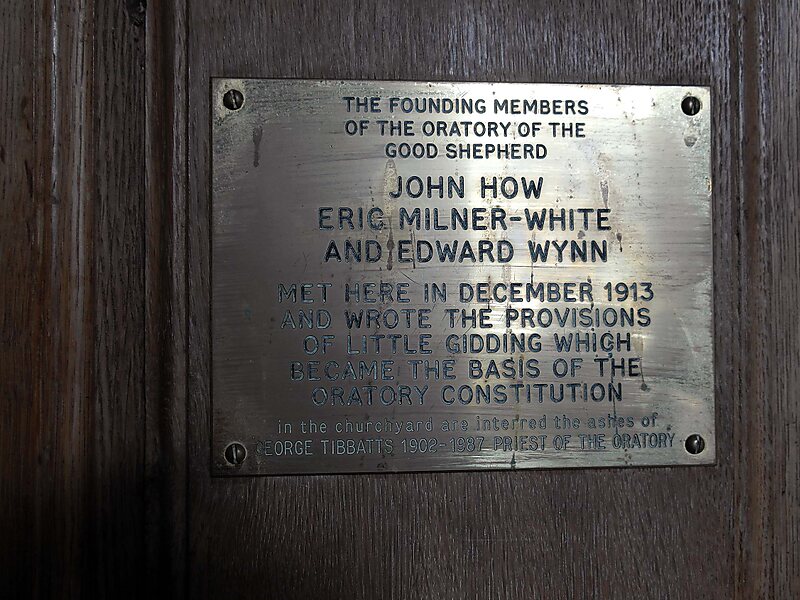 THE FOUNDING MEMBERS
OF THE ORATORY OF THE
GOOD SHEPHERD
JOHN HOW
ERIC MILNER-WHITE
AND EDWARD WYNN
MET HERE IN DECEMBER 1913
AND WROTE THE PROVISIONS
OF LITTLE GIDDING WHICH
BECAME THE BASIS OF THE
ORATORY CONSTITUTION
in the churchyard are interred the ashes of
GEORGE TIBBATTS 1902-1987 PRIEST OF THE ORATORY